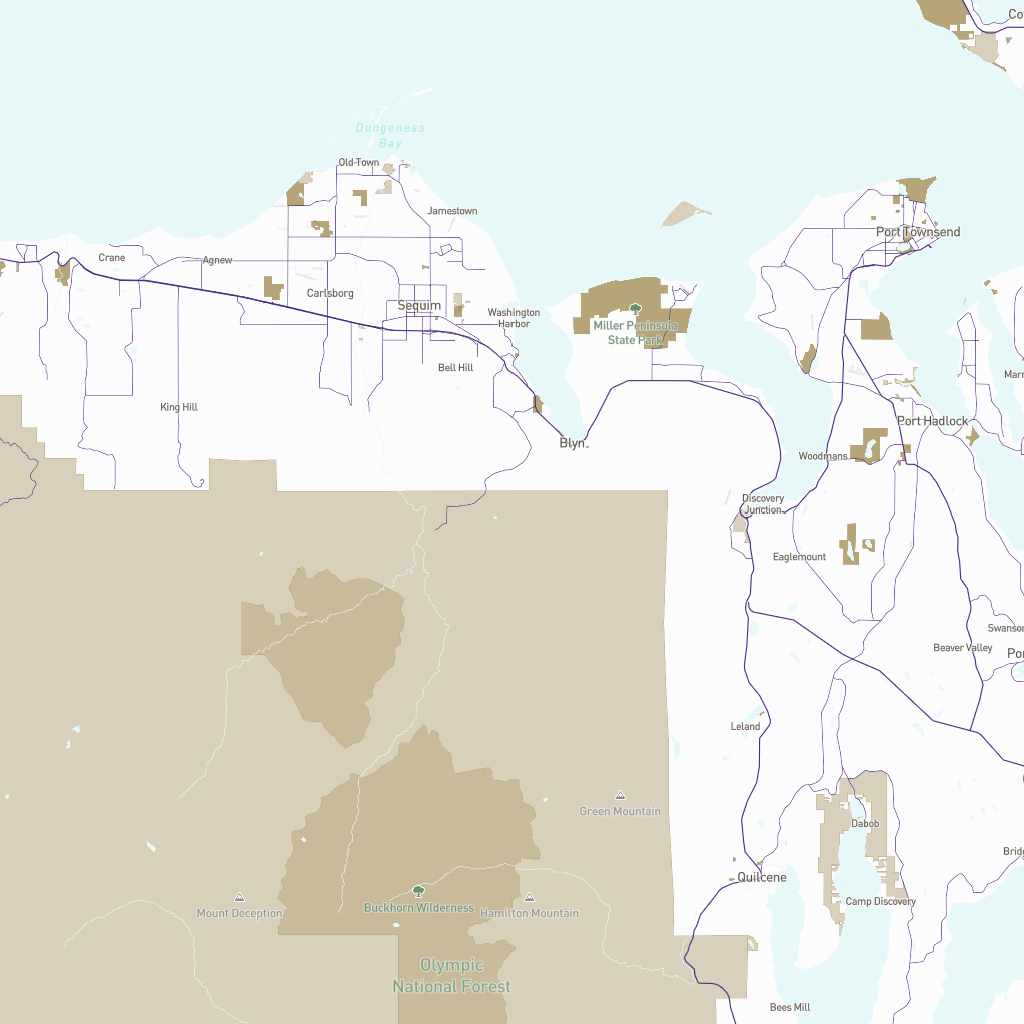 Co
Dungeness
Bay
Old Town
Jamestown
Port Townsend
Crane
Agnew
Carlsborg
Sequim
Washington
Harbor
Miller Peninsula
State Park
Bell Hill
Marr
King Hill
Port Hadlock
Blyn
Woodmans
Discovery
Junction
Eaglemount
Swanson
Beaver Valley
Por
Leland
Green Mountain
Dabob
Bridg
Quilcene
Camp Discovery
Buckhorn Wilderness
Mount Deception
Hamilton Mountain
Olympic
National Forest
Bees Mill